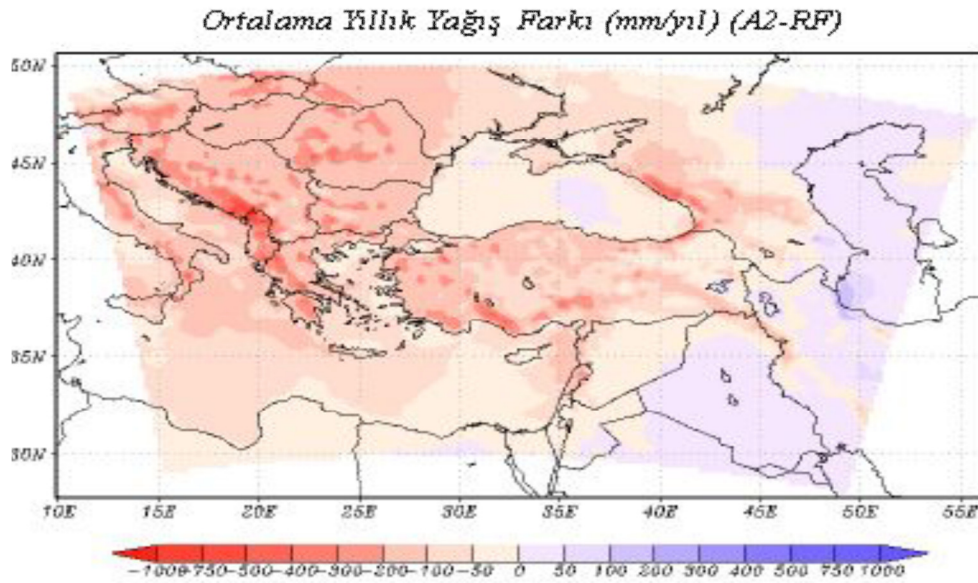 Ortalama Yıllık Yağış Farkı (mm/yıl) (A2-RF)
50N
45N
40N
35N
30N
10E 15E 20E 25E 30E 35E 40E 45E 50E 55E
-1000-750-500-400-300-200-100-50 0 50 100 200 300 400 500 750 1000